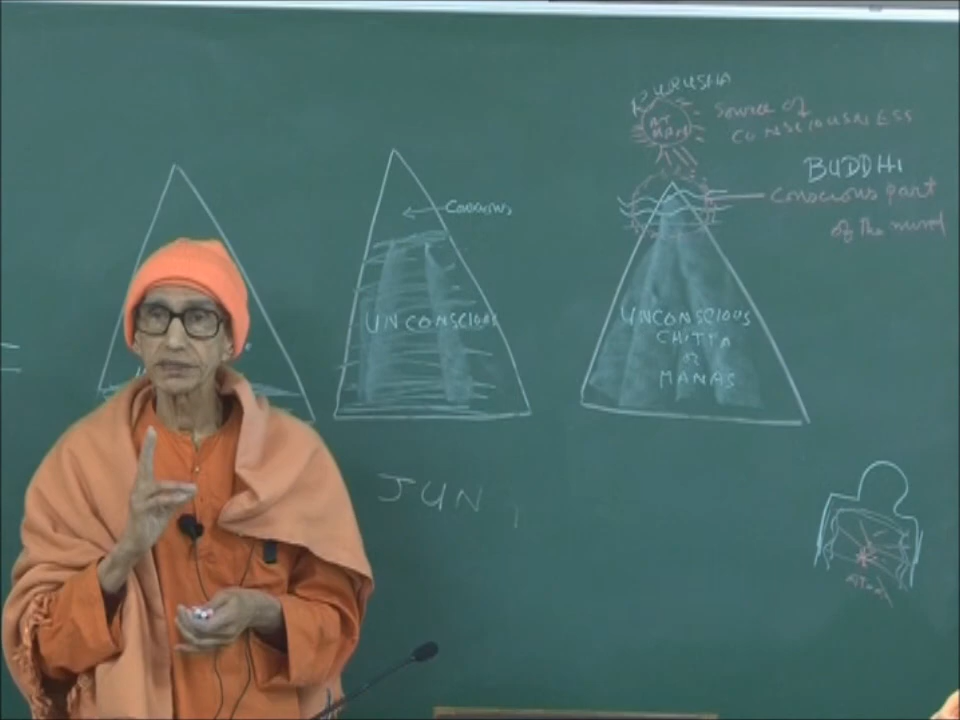 CONSCIOUS
UNCONSCIOUS
JUN
PURUSHA
ATMAN
Source of
CONSCIOUSNESS
BUDDHI
Conscious part
of the mind
UNCONSCIOUS
CHITTA
&
MANAS